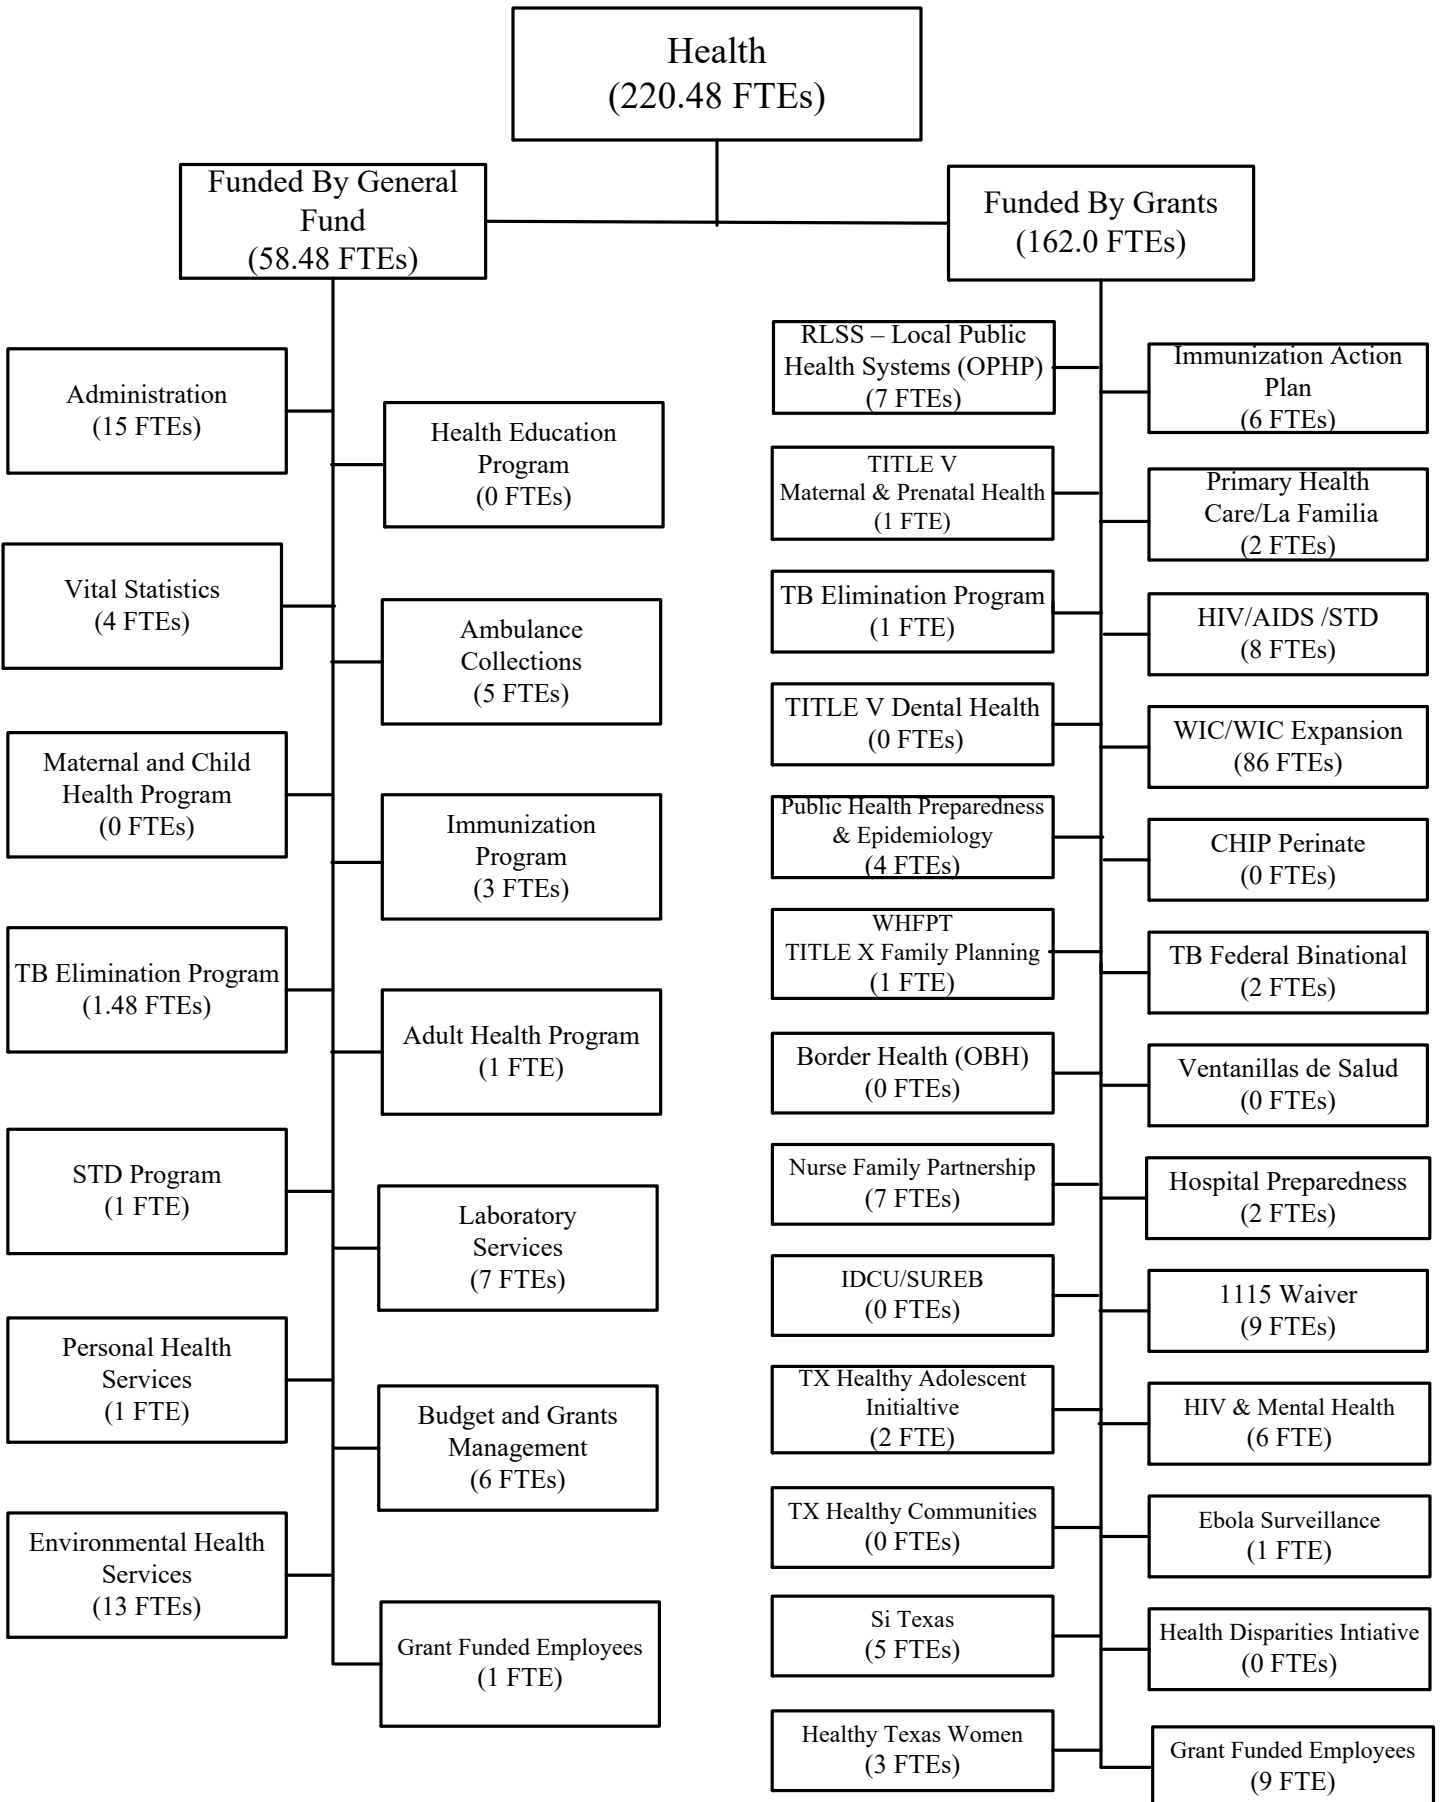 Health
(220.48 FTEs)
Funded By General
Fund
(58.48 FTEs)
Funded By Grants
(162.0 FTEs)
Administration
(15 FTEs)
Health Education
Program
(0 FTEs)
Vital Statistics
(4 FTEs)
Ambulance
Collections
(5 FTEs)
Maternal and Child
Health Program
(0 FTEs)
Immunization
Program
(3 FTEs)
TB Elimination Program
(1.48 FTEs)
Adult Health Program
(1 FTE)
STD Program
(1 FTE)
Laboratory
Services
(7 FTEs)
Personal Health
Services
(1 FTE)
Budget and Grants
Management
(6 FTEs)
Environmental Health
Services
(13 FTEs)
Grant Funded Employees
(1 FTE)
RLSS – Local Public
Health Systems (OPHP)
(7 FTEs)
Immunization Action
Plan
(6 FTEs)
TITLE V
Maternal & Prenatal Health
(1 FTE)
Primary Health
Care/La Familia
(2 FTEs)
TB Elimination Program
(1 FTE)
HIV/AIDS /STD
(8 FTEs)
TITLE V Dental Health
(0 FTEs)
WIC/WIC Expansion
(86 FTEs)
Public Health Preparedness
& Epidemiology
(4 FTEs)
CHIP Perinate
(0 FTEs)
WHFPT
TITLE X Family Planning
(1 FTE)
TB Federal Binational
(2 FTEs)
Border Health (OBH)
(0 FTEs)
Ventanillas de Salud
(0 FTEs)
Nurse Family Partnership
(7 FTEs)
Hospital Preparedness
(2 FTEs)
IDCU/SUREB
(0 FTEs)
1115 Waiver
(9 FTEs)
TX Healthy Adolescent
Initialtive
(2 FTE)
HIV & Mental Health
(6 FTE)
TX Healthy Communities
(0 FTEs)
Ebola Surveillance
(1 FTE)
Si Texas
(5 FTEs)
Health Disparities Intiative
(0 FTEs)
Healthy Texas Women
(3 FTEs)
Grant Funded Employees
(9 FTE)